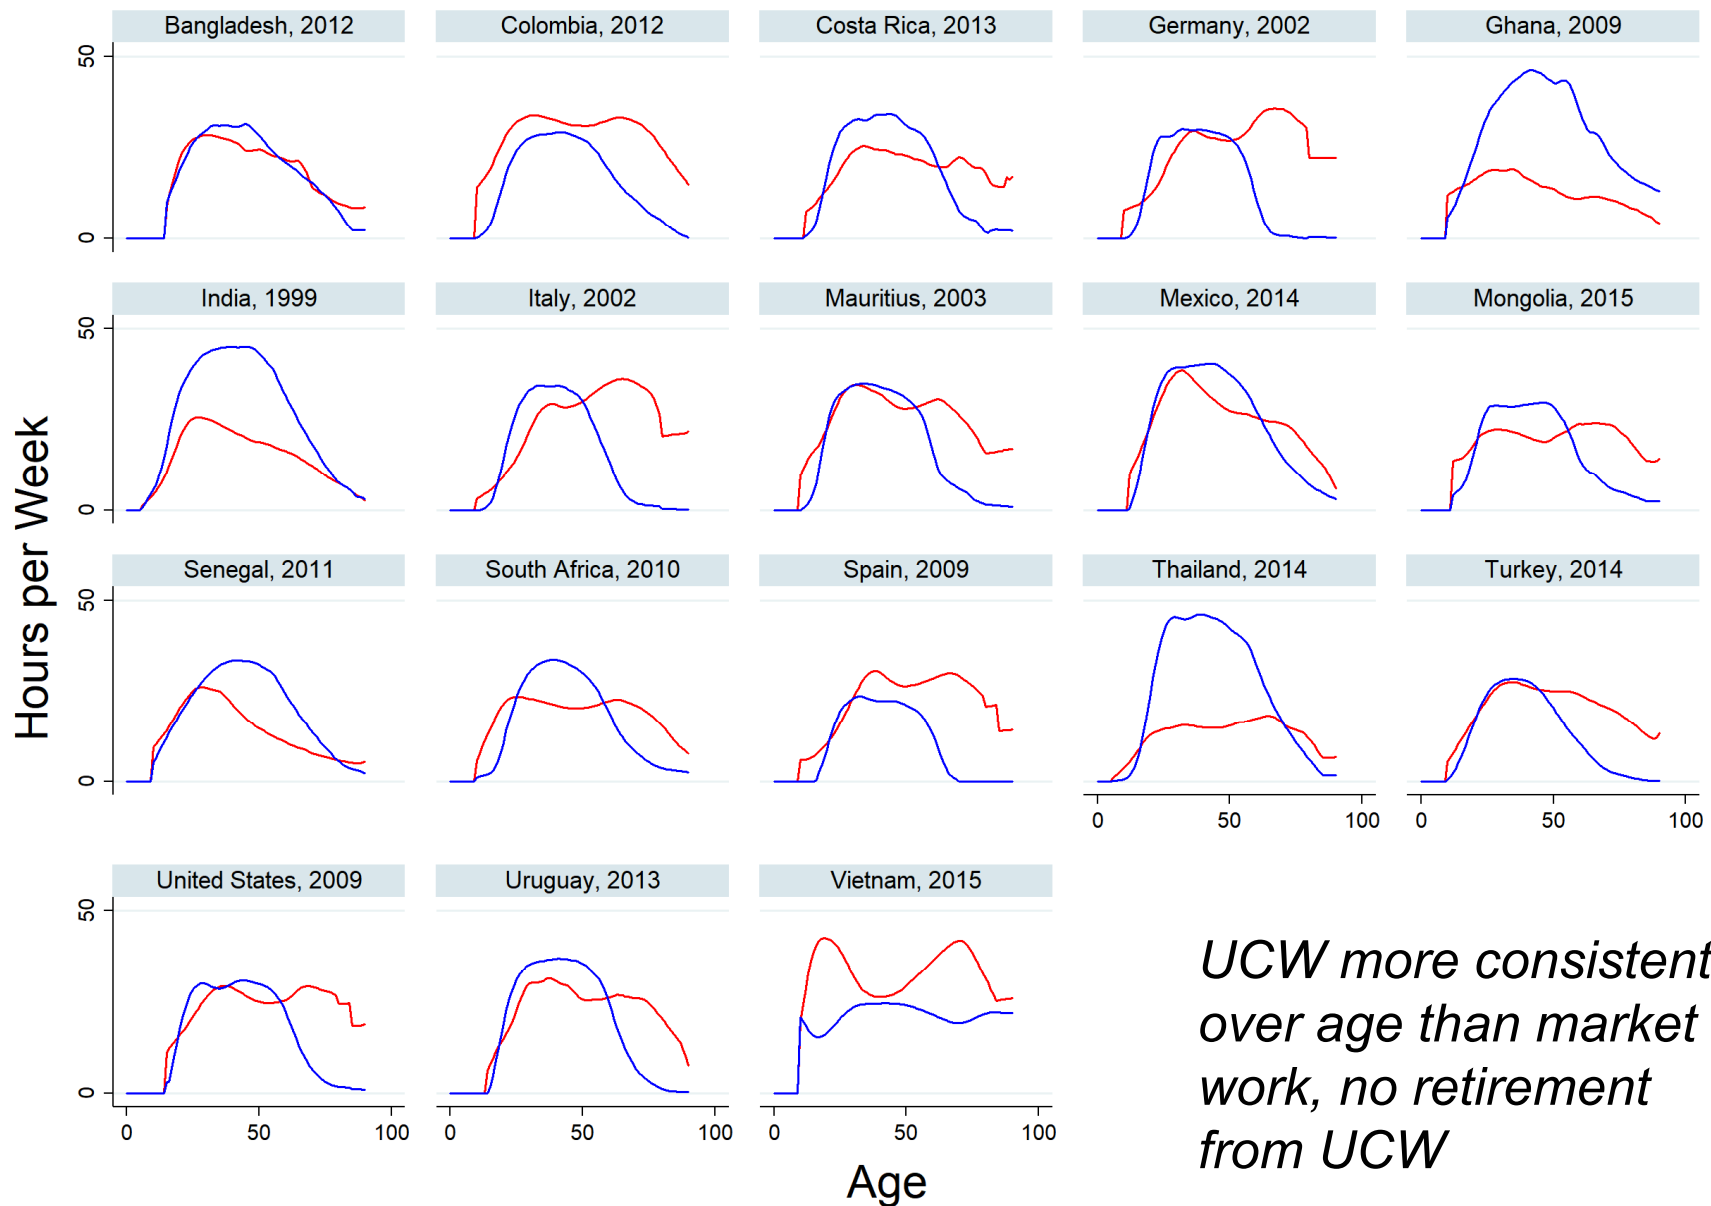 Bangladesh, 2012
Colombia, 2012
Costa Rica, 2013
Germany, 2002
Ghana, 2009
50
0
India, 1999
Italy, 2002
Mauritius, 2003
Mexico, 2014
Mongolia, 2015
50
0
Hours per Week
Senegal, 2011
South Africa, 2010
Spain, 2009
Thailand, 2014
Turkey, 2014
50
0
0 50 100
0 50 100
United States, 2009
Uruguay, 2013
Vietnam, 2015
50
0
0 50 100
0 50 100
0 50 100
Age
UCW more consistent
over age than market
work, no retirement
from UCW